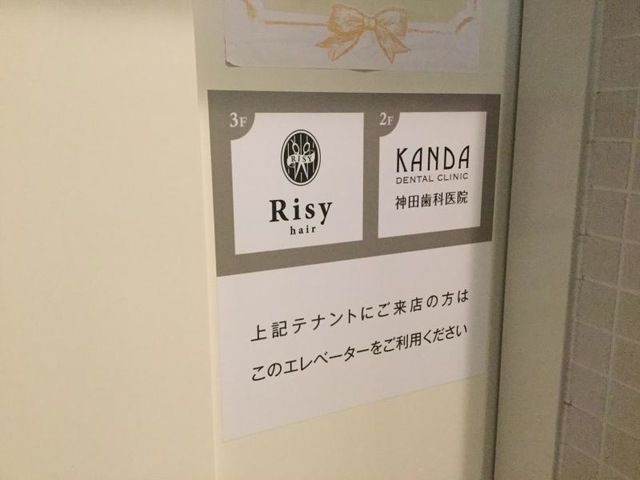 3F
RISY
Risy
hair
2F
KANDA
DENTAL CLINIC
神田歯科医院
上記テナントにご来店の方は
このエレベーターをご利用ください